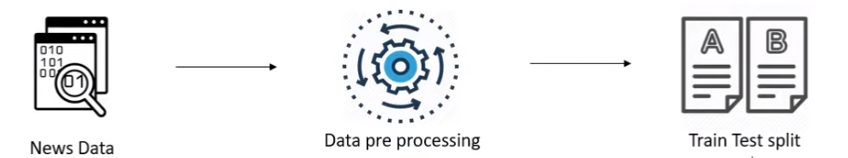 010
101
00
01
A
B
News Data
Data pre processing
Train Test split